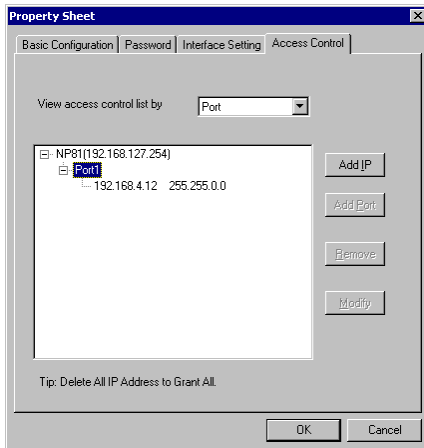 Property Sheet
Basic Configuration Password Interface Setting Access Control
View access control list by Port
NP81(192.168.127.254)
Port1
192.168.4.12 255.255.0.0
Add IP
Add Port
Remove
Modify
Tip: Delete All IP Address to Grant All.
OK Cancel